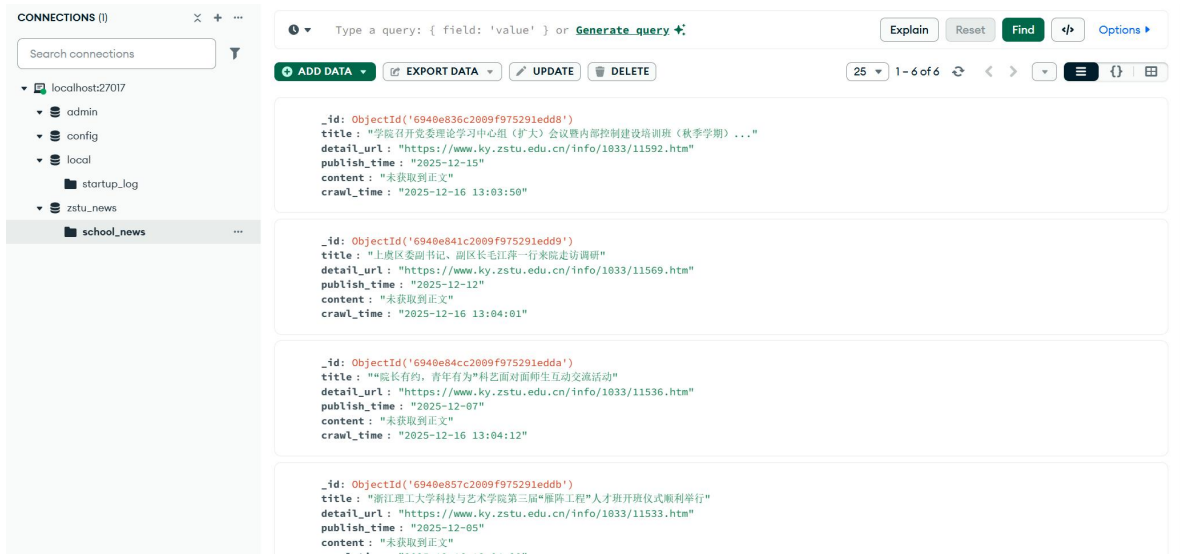 CONNECTIONS (1)
Search connections
localhost:27017
admin
config
local
startup_log
zstu_news
school_news
Type a query: { field: 'value' } or Generate query
Explain
Reset
Find
</>
Options
ADD DATA
EXPORT DATA
UPDATE
DELETE
25
1 – 6 of 6
{}
_id: ObjectId('6940e836c2009f975291edd8')
title : "学院召开党委理论学习中心组（扩大）会议暨内部控制建设培训班（秋季学期）..."
detail_url : "https://www.ky.zstu.edu.cn/info/1033/11592.htm"
publish_time : "2025-12-15"
content : "未获取到正文"
crawl_time : "2025-12-16 13:03:50"
_id: ObjectId('6940e841c2009f975291edd9')
title : "上虞区委副书记、副区长毛江萍一行来院走访调研"
detail_url : "https://www.ky.zstu.edu.cn/info/1033/11569.htm"
publish_time : "2025-12-12"
content : "未获取到正文"
crawl_time : "2025-12-16 13:04:01"
_id: ObjectId('6940e84cc2009f975291edda')
title : "“院长有约，青年有为”科艺面对面师生互动交流活动"
detail_url : "https://www.ky.zstu.edu.cn/info/1033/11536.htm"
publish_time : "2025-12-07"
content : "未获取到正文"
crawl_time : "2025-12-16 13:04:12"
_id: ObjectId('6940e857c2009f975291eddb')
title : "浙江理工大学科技与艺术学院第三届“雁阵工程”人才班开班仪式顺利举行"
detail_url : "https://www.ky.zstu.edu.cn/info/1033/11533.htm"
publish_time : "2025-12-05"
content : "未获取到正文"